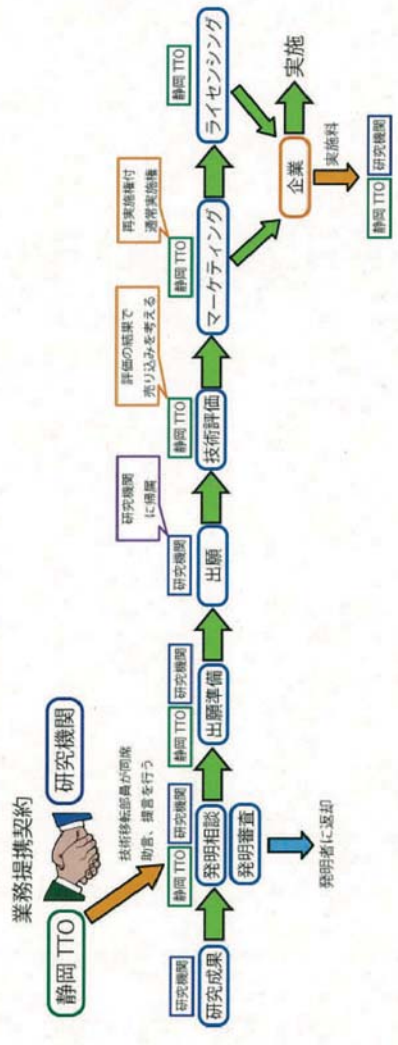 業務提携契約
静岡 TTO
研究機関
技術移転部員が同席
助言、提言を行う
研究機関
研究成果
静岡 TTO
研究機関
発明相談
発明審査
発明者に返却
静岡 TTO
研究機関
出願準備
研究機関
に帰属
研究機関
出願
評価の結果で
売り込みを考える
静岡 TTO
技術評価
再実施権付
通常実施権
静岡 TTO
マーケティング
静岡 TTO
ライセンシング
企業
実施
実施料
静岡 TTO
研究機関